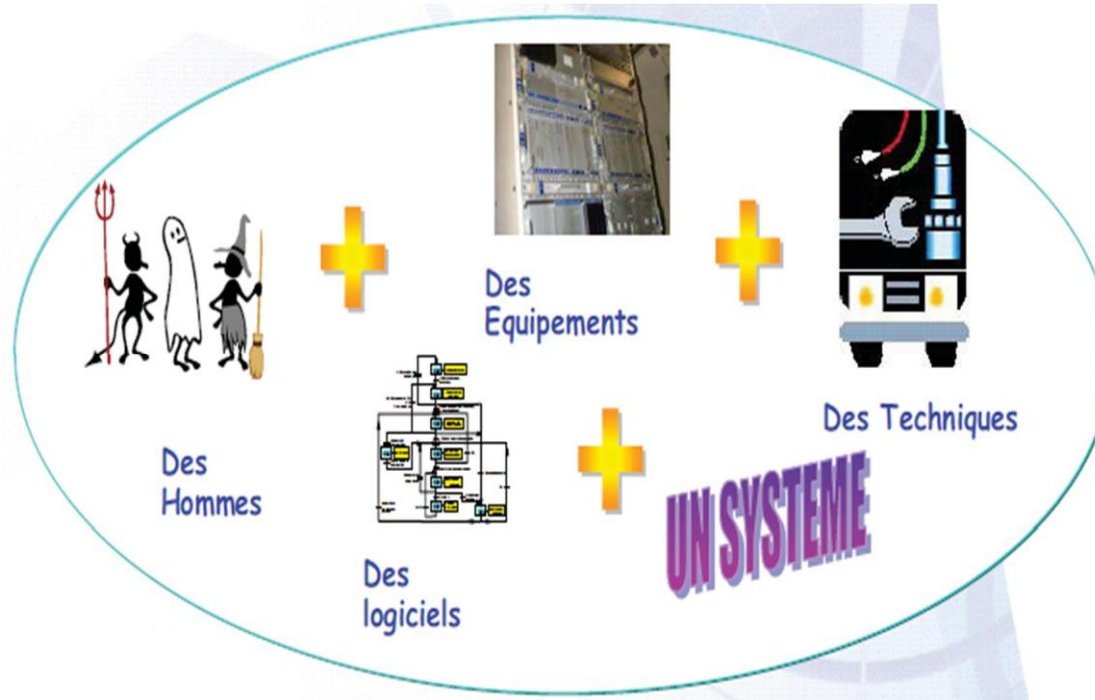 Des
Equipements
Des Techniques
Des
Hommes
UN SYSTEME
Des
logiciels